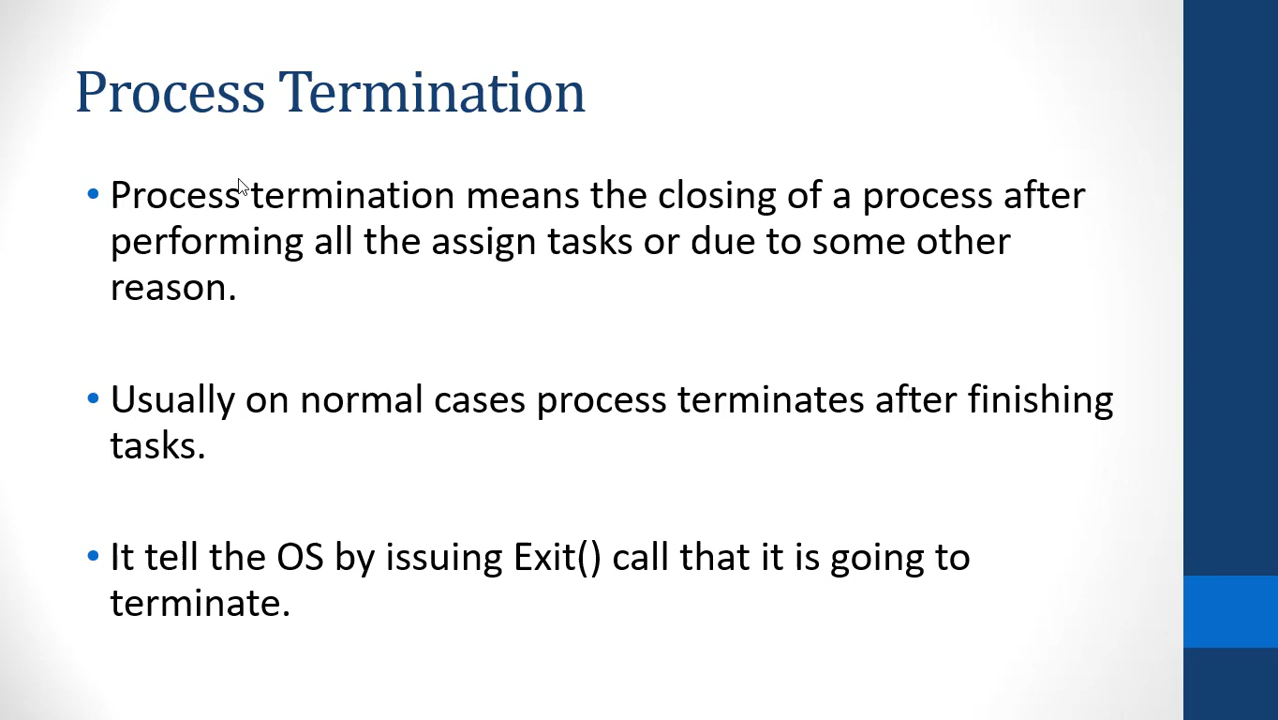 Process Termination
• Process termination means the closing of a process after
performing all the assign tasks or due to some other
reason.
• Usually on normal cases process terminates after finishing
tasks.
• It tell the OS by issuing Exit() call that it is going to
terminate.